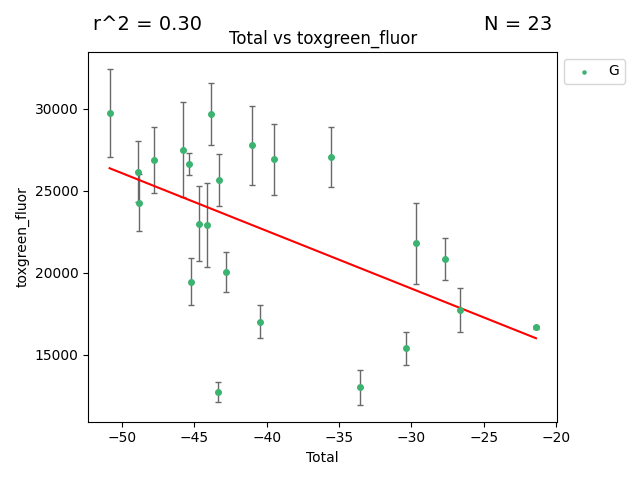 r^2 = 0.30
N = 23
Total vs toxgreen_fluor
G
30000
25000
20000
15000
toxgreen_fluor
−50
−45
−40
−35
−30
−25
−20
Total